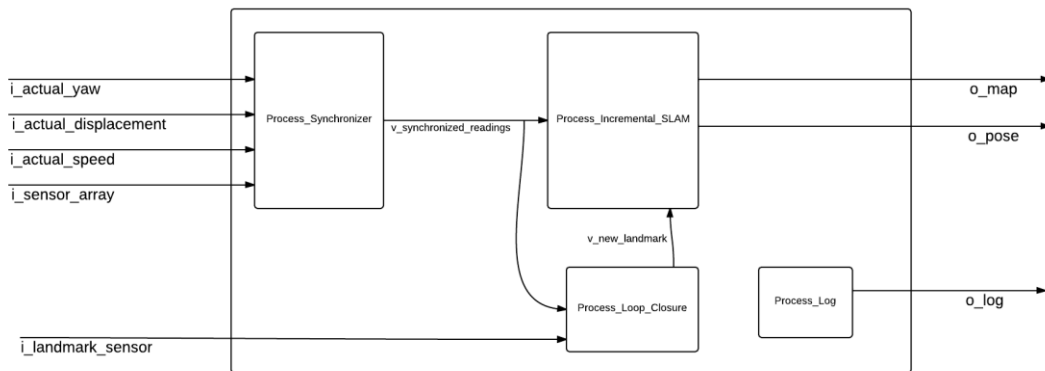 i_actual_yaw
i_actual_displacement
i_actual_speed
i_sensor_array
Process_Synchronizer
v_synchronized_readings
Process_Incremental_SLAM
o_map
o_pose
v_new_landmark
Process_Loop_Closure
i_landmark_sensor
Process_Log
o_log